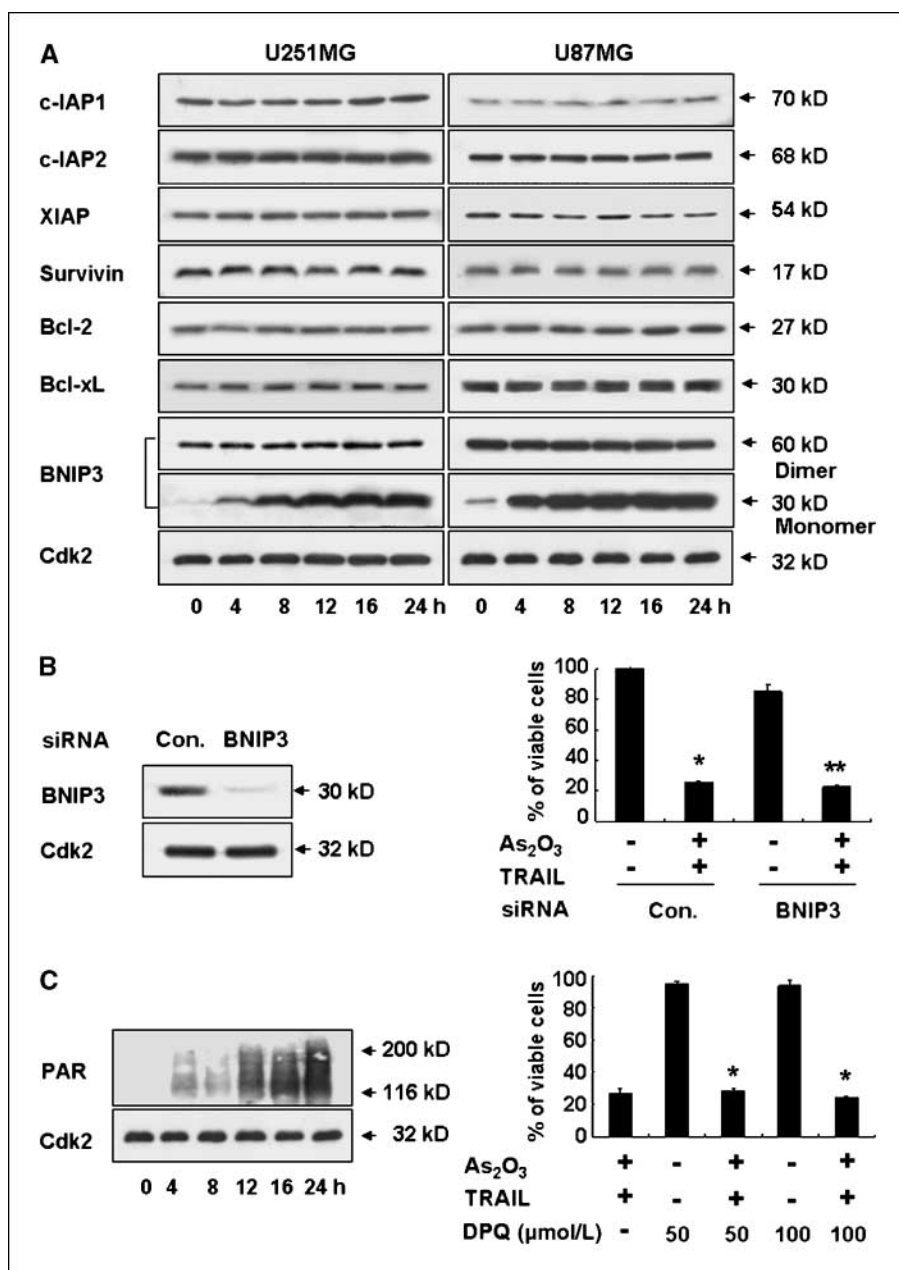 A
U251MG U87MG
c-IAP1 70 kD
c-IAP2 68 kD
XIAP 54 kD
Survivin 17 kD
Bcl-2 27 kD
Bcl-xL 30 kD
BNIP3 60 kD
Dimer
30 kD
Monomer
Cdk2 32 kD
0 4 8 12 16 24 h 0 4 8 12 16 24 h
B
siRNA Con. BNIP3
BNIP3 30 kD
Cdk2 32 kD
% of viable cells
100
80
60
40
20
0
* **
As₂O₃ - + - +
TRAIL - + - +
siRNA Con. BNIP3
C
PAR 200 kD
116 kD
Cdk2 32 kD
0 4 8 12 16 24 h
% of viable cells
100
80
60
40
20
0
* *
As₂O₃ + - + - +
TRAIL + - + - +
DPQ (μmol/L) - 50 50 100 100